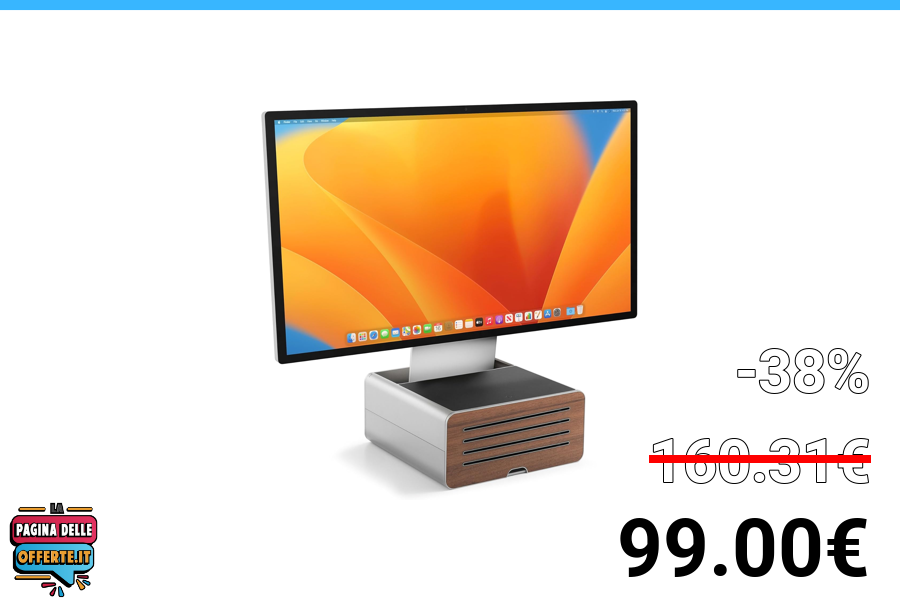 -38%
160.31€
99.00€
LA
PAGINA DELLE
OFFERTE.IT